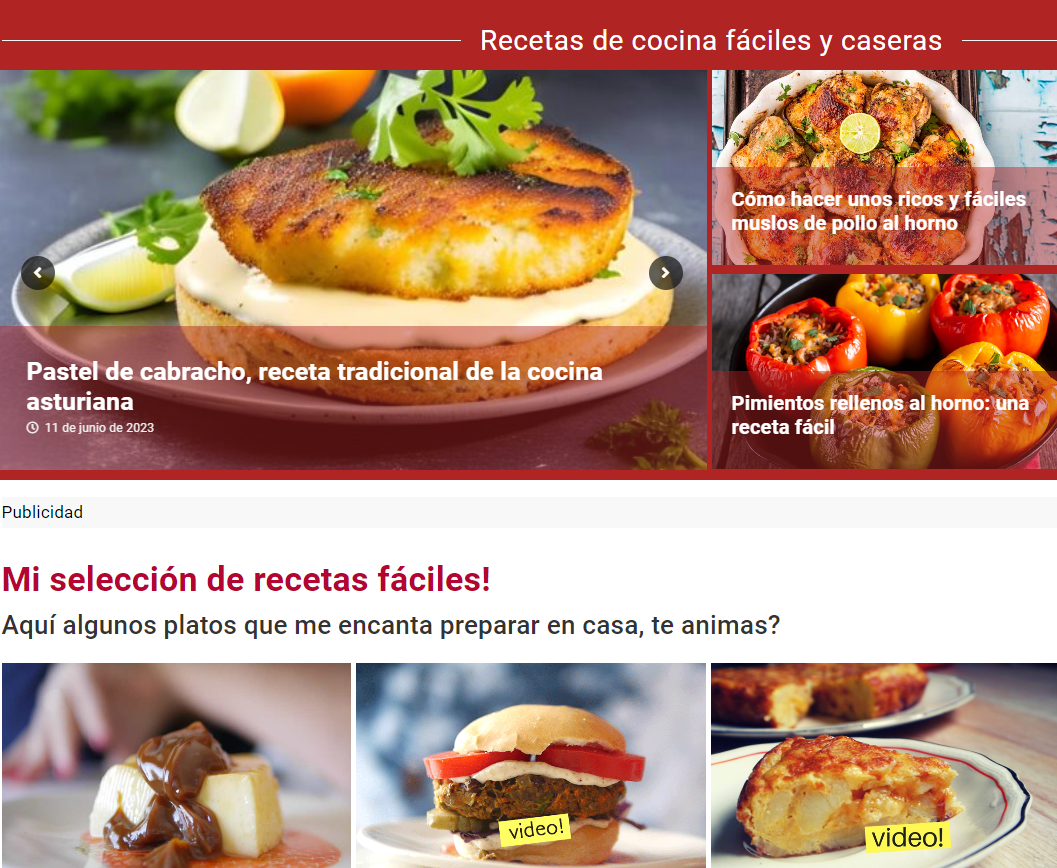 Recetas de cocina fáciles y caseras
Pastel de cabracho, receta tradicional de la cocina
asturiana
11 de junio de 2023
Cómo hacer unos ricos y fáciles
muslos de pollo al horno
Pimientos rellenos al horno: una
receta fácil
Publicidad
Mi selección de recetas fáciles!
Aquí algunos platos que me encanta preparar en casa, te animas?
video!
video!